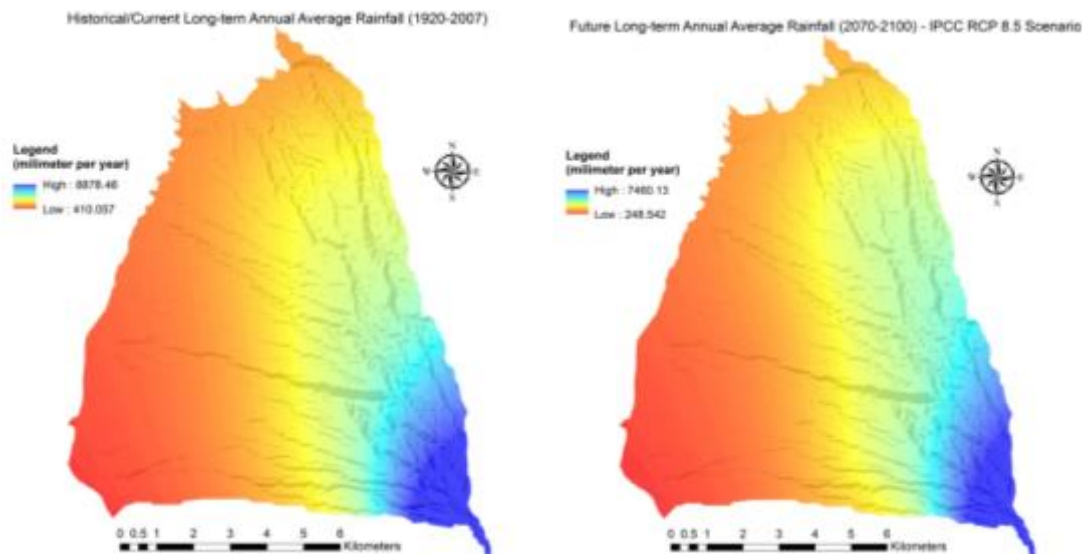 Historical/Current Long-term Annual Average Rainfall (1920-2007)
Legend
(milimeter per year)
High : 8878.46
Low : 410.057
N
W
E
S
0 0.5 1 2 3 4 5 6
Kilometers
Future Long-term Annual Average Rainfall (2070-2100) - IPCC RCP 8.5 Scenario
Legend
(milimeter per year)
High : 7460.13
Low : 248.542
N
W
E
S
0 0.5 1 2 3 4 5 6
Kilometers